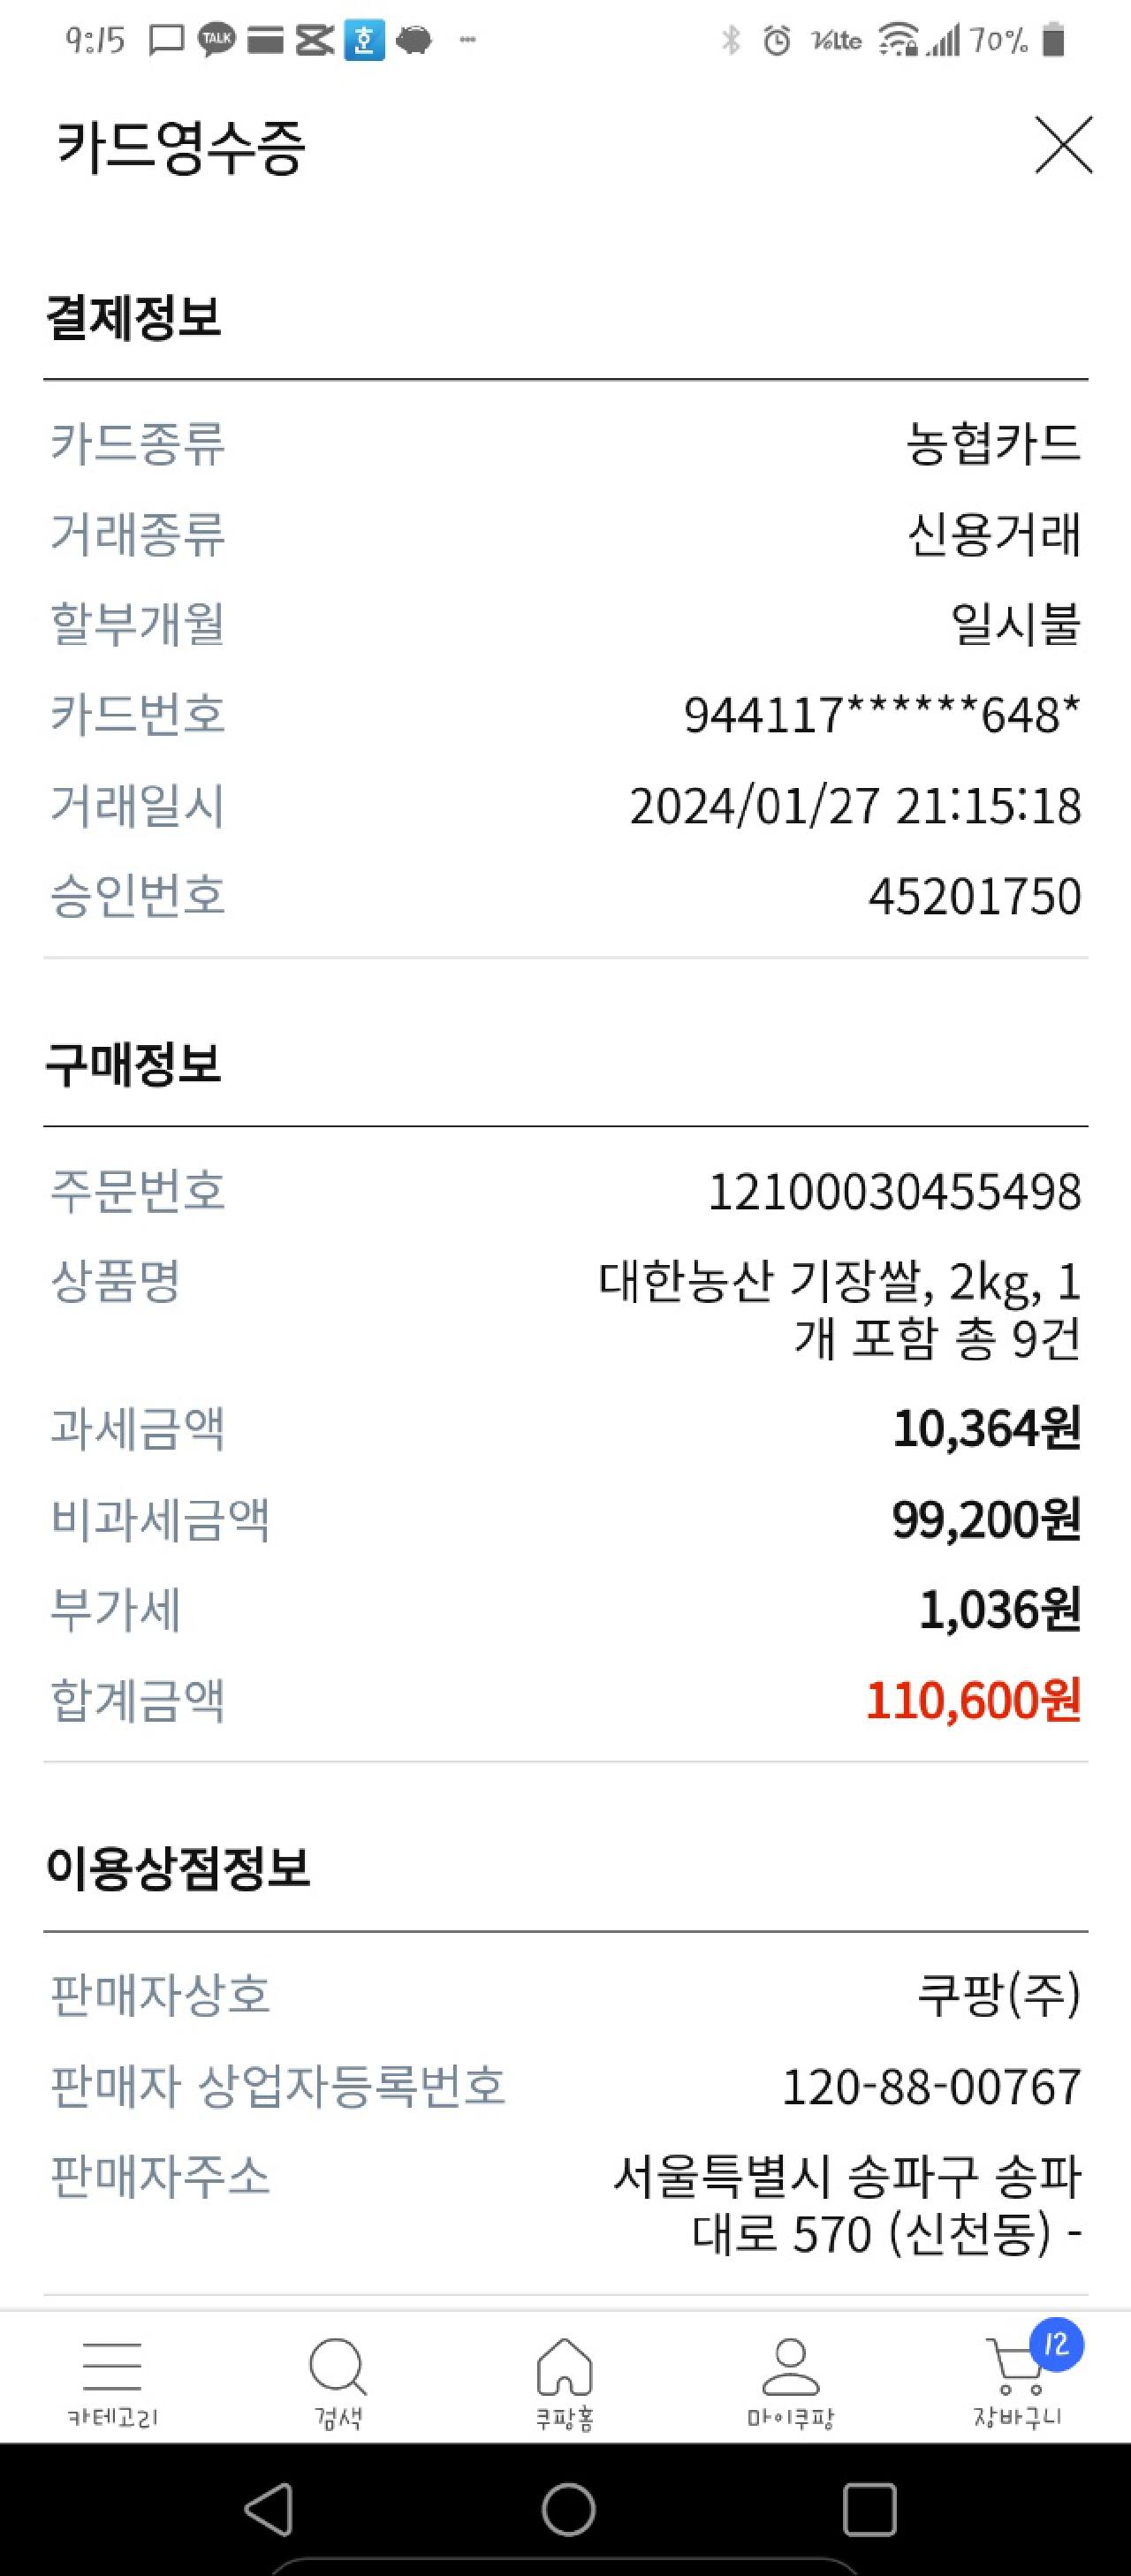 9:15 TALK 호 ··· VoLte 70%
카드영수증
결제정보
카드종류 농협카드
거래종류 신용거래
할부개월 일시불
카드번호 944117******648*
거래일시 2024/01/27 21:15:18
승인번호 45201750
구매정보
주문번호 12100030455498
상품명 대한농산 기장쌀, 2kg, 1
개 포함 총 9건
과세금액 10,364원
비과세금액 99,200원
부가세 1,036원
합계금액 110,600원
이용상점정보
판매자상호 쿠팡(주)
판매자 상업자등록번호 120-88-00767
판매자주소 서울특별시 송파구 송파
대로 570 (신천동) -
12
카테고리 검색 쿠팡홈 마이쿠팡 장바구니